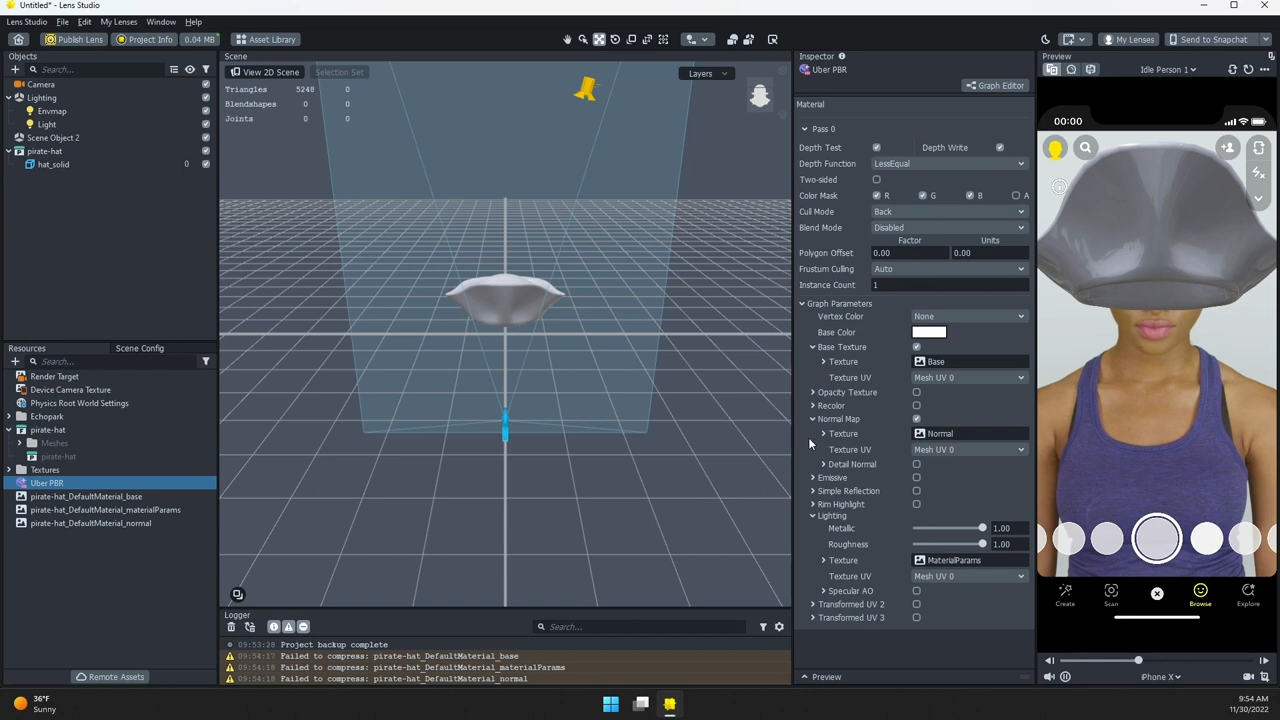 Untitled* - Lens Studio
Lens Studio File Edit My Lenses Window Help
Publish Lens Project Info 0.04 MB Asset Library My Lenses Send to Snapchat
Objects
Search...
Camera
Lighting
Envmap
Light
Scene Object 2
pirate-hat
hat_solid 0
Resources Scene Config
Search...
Render Target
Device Camera Texture
Physics Root World Settings
Echopark
pirate-hat
Meshes
pirate-hat
Textures
Uber PBR
pirate-hat_DefaultMaterial_base
pirate-hat_DefaultMaterial_materialParams
pirate-hat_DefaultMaterial_normal
Remote Assets
Scene
View 2D Scene Selection Set Layers
Triangles 5248 0
Blendshapes 0 0
Joints 0 0
Logger
Search...
09:53:28 Project backup complete
09:54:17 Failed to compress: pirate-hat_DefaultMaterial_base
09:54:18 Failed to compress: pirate-hat_DefaultMaterial_materialParams
09:54:18 Failed to compress: pirate-hat_DefaultMaterial_normal
Inspector
Uber PBR
Graph Editor
Material
Pass 0
Depth Test Depth Write
Depth Function LessEqual
Two-sided
Color Mask R G B A
Cull Mode Back
Blend Mode Disabled
Factor Units
Polygon Offset 0.00 0.00
Frustum Culling Auto
Instance Count 1
Graph Parameters
Vertex Color None
Base Color
Base Texture
Texture Base
Texture UV Mesh UV 0
Opacity Texture
Recolor
Normal Map
Texture Normal
Texture UV Mesh UV 0
Detail Normal
Emissive
Simple Reflection
Rim Highlight
Lighting
Metallic 1.00
Roughness 1.00
Texture MaterialParams
Texture UV Mesh UV 0
Specular AO
Transformed UV 2
Transformed UV 3
Preview
Preview
Idle Person 1
00:00
Create Scan Browse Explore
iPhone X
36°F
Sunny
9:54 AM
11/30/2022